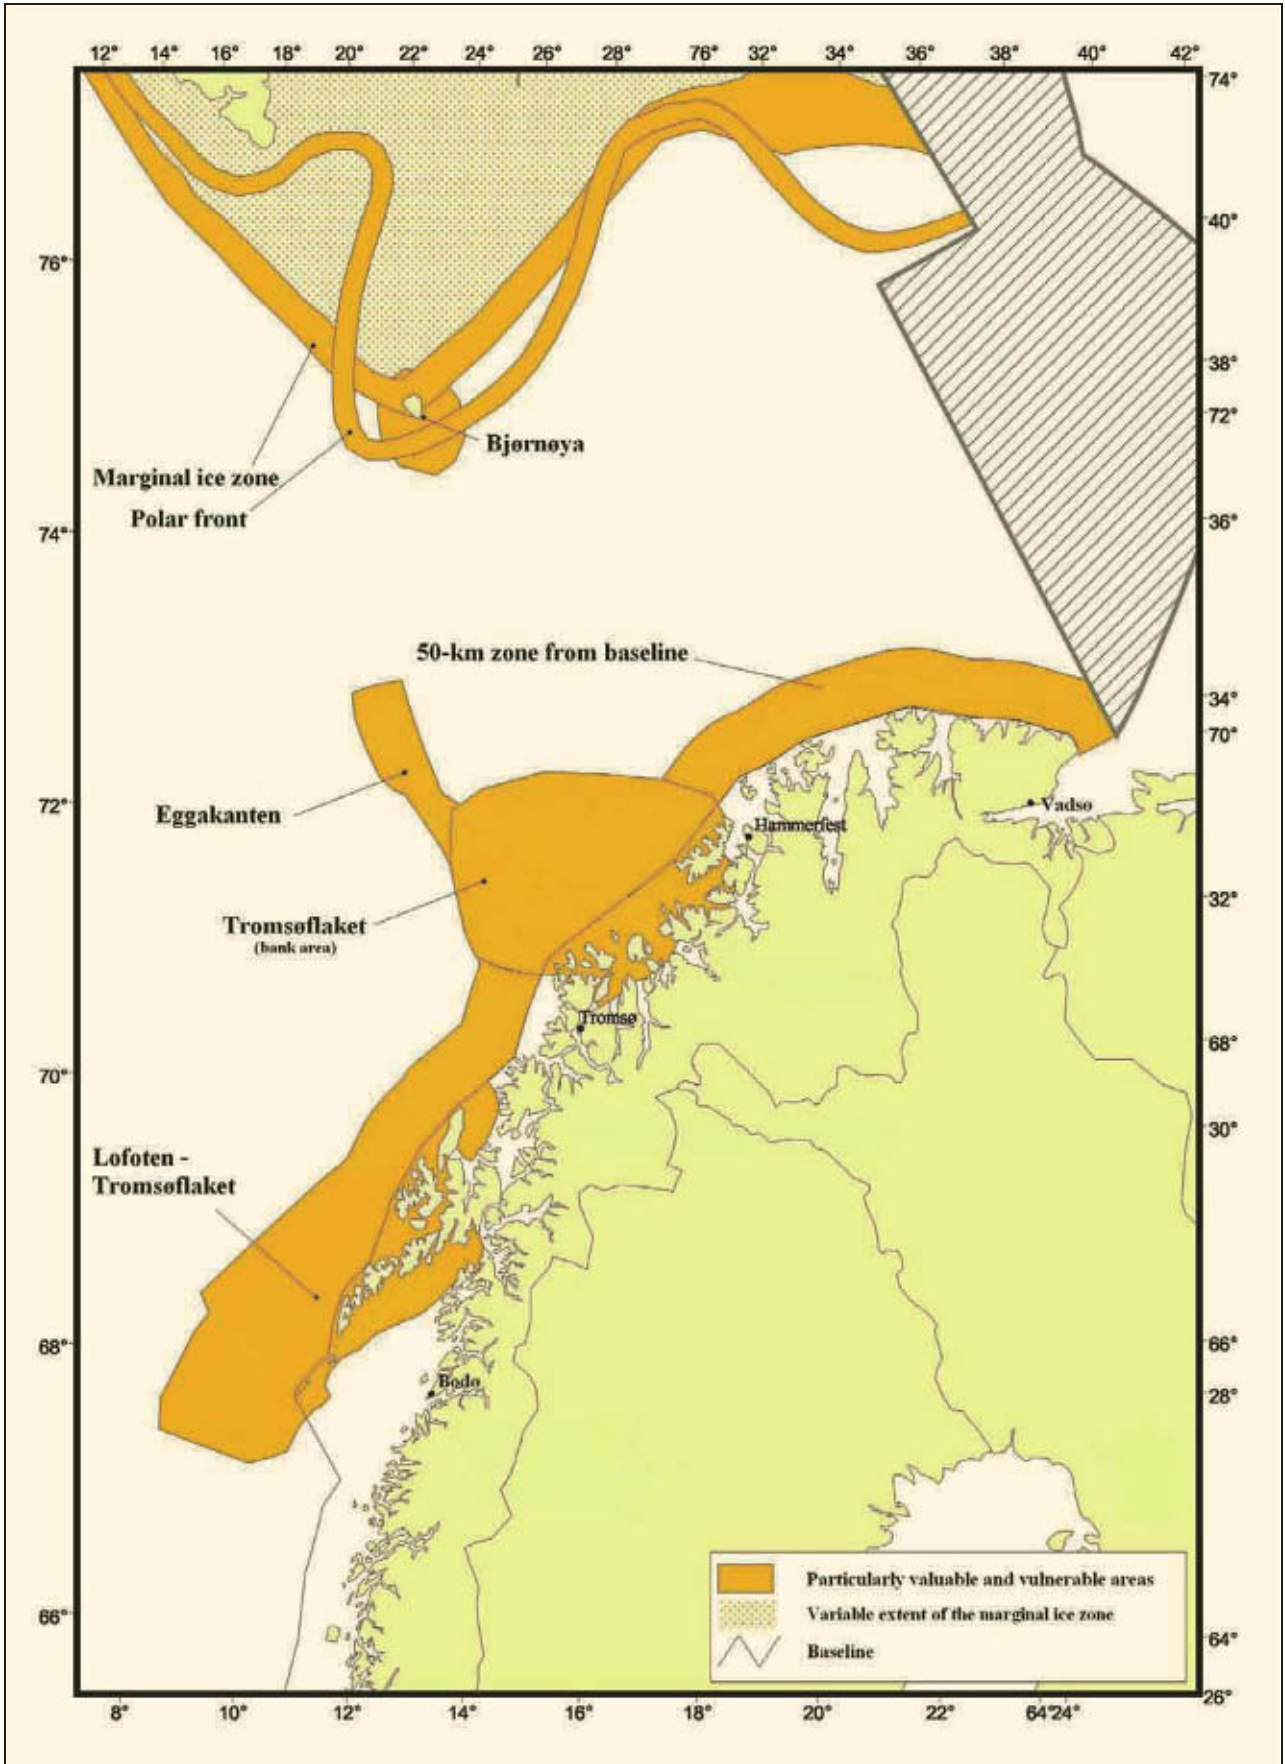 12° 14° 16° 18° 20° 22° 24° 26° 28° 76° 32° 34° 36° 38° 40° 42°
74°
40°
76°
38°
72°
Bjørnøya
Marginal ice zone
Polar front
36°
74°
50-km zone from baseline
34°
70°
72°
Eggakanten
Vadsø
Hammerfest
32°
Tromsøflaket
(bank area)
Tromsø
68°
70°
30°
Lofoten -
Tromsøflaket
68°
66°
Bodø
28°
Particularly valuable and vulnerable areas
Variable extent of the marginal ice zone
66°
64°
Baseline
26°
8° 10° 12° 14° 16° 18° 20° 22° 64°24°